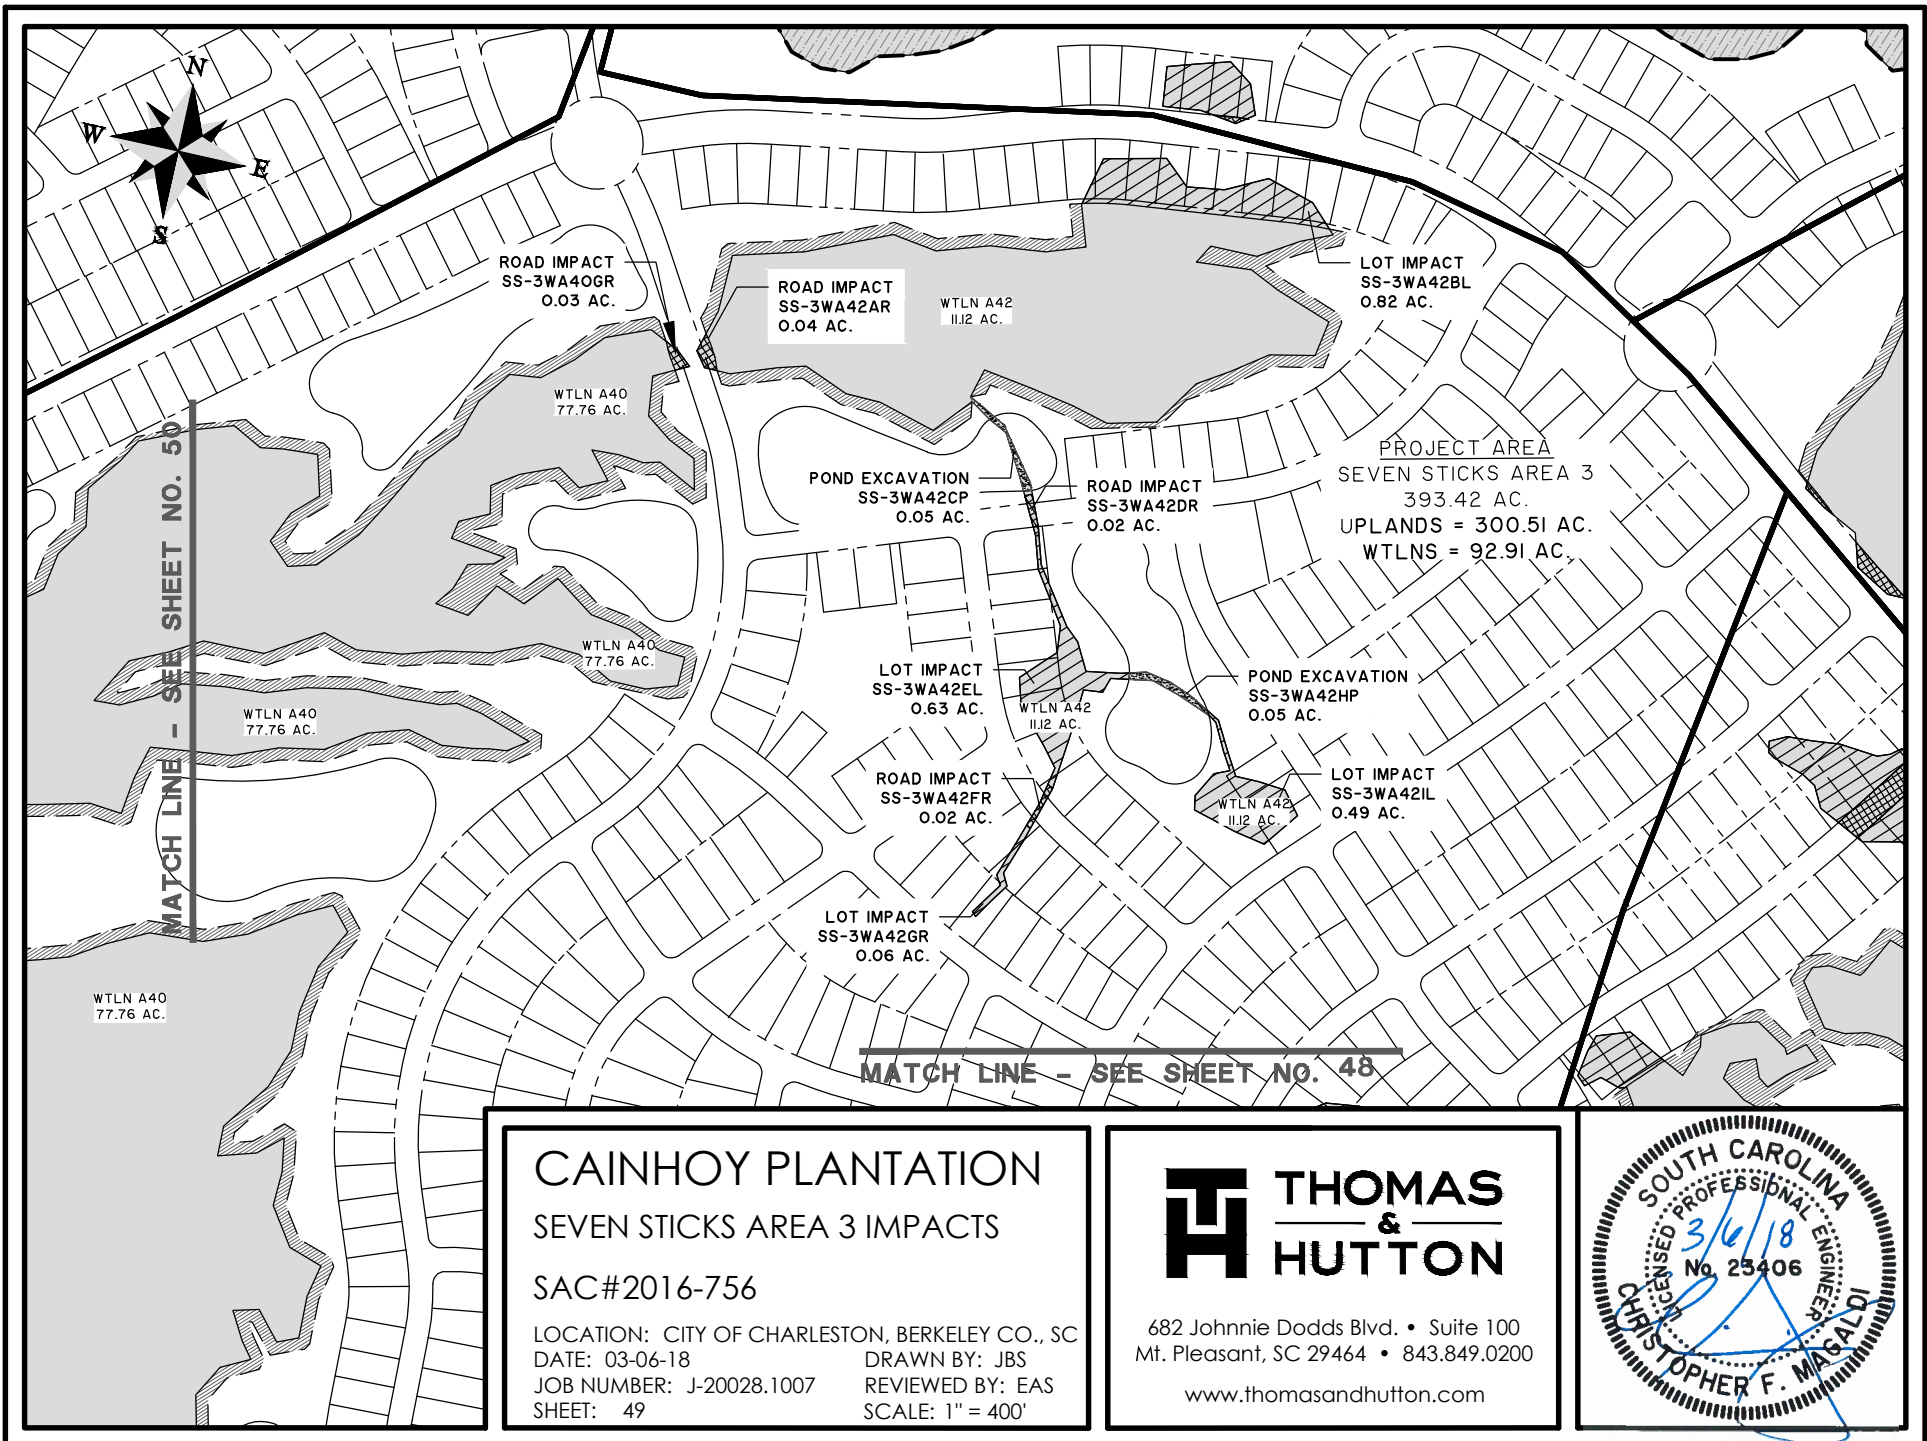 N
W
E
S
ROAD IMPACT
SS-3WA40GR
0.03 AC.
ROAD IMPACT
SS-3WA42AR
0.04 AC.
WTLN A42
11.12 AC.
LOT IMPACT
SS-3WA42BL
0.82 AC.
WTLN A40
77.76 AC.
MATCH LINE - SEE SHEET NO. 50
POND EXCAVATION
SS-3WA42CP
0.05 AC.
ROAD IMPACT
SS-3WA42DR
0.02 AC.
PROJECT AREA
SEVEN STICKS AREA 3
393.42 AC.
UPLANDS = 300.51 AC.
WTLNS = 92.91 AC.
WTLN A40
77.76 AC.
WTLN A40
77.76 AC.
LOT IMPACT
SS-3WA42EL
0.63 AC.
WTLN A42
11.12 AC.
POND EXCAVATION
SS-3WA42HP
0.05 AC.
ROAD IMPACT
SS-3WA42FR
0.02 AC.
WTLN A42
11.12 AC.
LOT IMPACT
SS-3WA42IL
0.49 AC.
LOT IMPACT
SS-3WA42GR
0.06 AC.
WTLN A40
77.76 AC.
MATCH LINE - SEE SHEET NO. 48
CAINHOY PLANTATION
SEVEN STICKS AREA 3 IMPACTS
SAC#2016-756
LOCATION: CITY OF CHARLESTON, BERKELEY CO., SC
DATE: 03-06-18 DRAWN BY: JBS
JOB NUMBER: J-20028.1007 REVIEWED BY: EAS
SHEET: 49 SCALE: 1" = 400'
THOMAS
&
HUTTON
682 Johnnie Dodds Blvd. • Suite 100
Mt. Pleasant, SC 29464 • 843.849.0200
www.thomasandhutton.com
SOUTH CAROLINA
LICENSED PROFESSIONAL ENGINEER
3/6/18
No. 23406
CHRISTOPHER F. MAGALDI